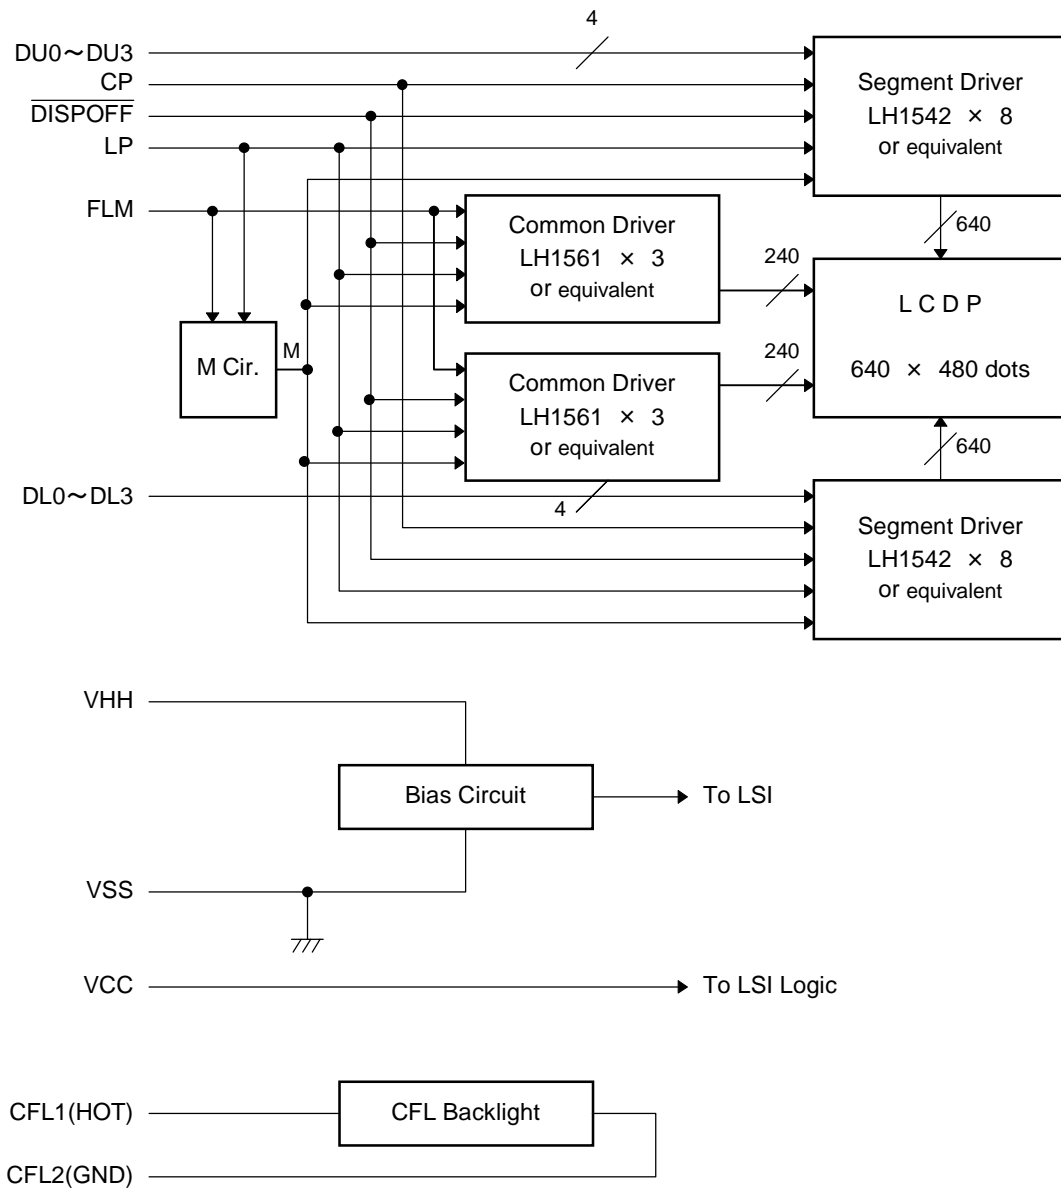 4
DU0～DU3
CP
DISPOFF
LP
FLM
Segment Driver
LH1542 × 8
or equivalent
640
Common Driver
LH1561 × 3
or equivalent
240
L C D P
640 × 480 dots
M Cir.
M
Common Driver
LH1561 × 3
or equivalent
240
640
DL0～DL3
4
Segment Driver
LH1542 × 8
or equivalent
VHH
Bias Circuit
To LSI
VSS
VCC
To LSI Logic
CFL1(HOT)
CFL Backlight
CFL2(GND)